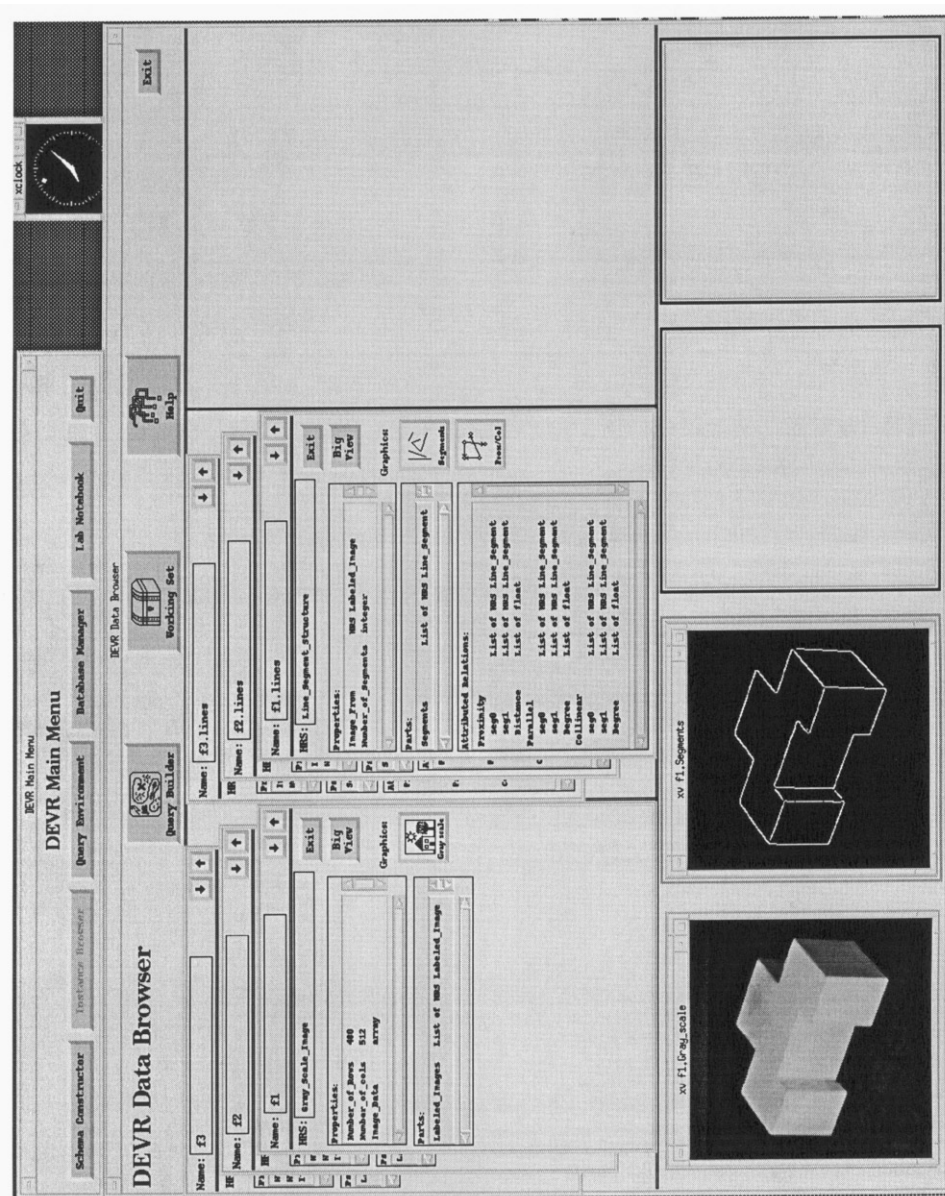 xclock
DEVR Main Menu
DEVR Main Menu
Schema Constructor
Instance Browser
Query Environment
Database Manager
Lab Notebook
Quit
DEVR Data Browser
DEVR Data Browser
Query Builder
Working Set
Help
Exit
Name: f3
Name: f2
Name: f1
HRS: Gray_Scale_Image
Exit
Properties:
Number_of_Rows 480
Number_of_cols 512
Image_Data array
Big
View
Parts:
Labeled_Images List of HRS Labeled_Image
Graphics:
Gray scale
Name: f3.lines
Name: f2.lines
Name: f1.lines
HRS: Line_Segment_Structure
Exit
Properties:
Image_From HRS Labeled_Image
Number_of_Segments integer
Big
View
Parts:
Segments List of HRS Line_Segment
Graphics:
Segments
Prox/Col
Attributed Relations:
Proximity
seg0 List of HRS Line_Segment
seg1 List of HRS Line_Segment
Distance List of float
Parallel
seg0 List of HRS Line_Segment
seg1 List of HRS Line_Segment
Degree List of float
Collinear
seg0 List of HRS Line_Segment
seg1 List of HRS Line_Segment
Degree List of float
xv f1.Gray_scale
xv f1.Segments